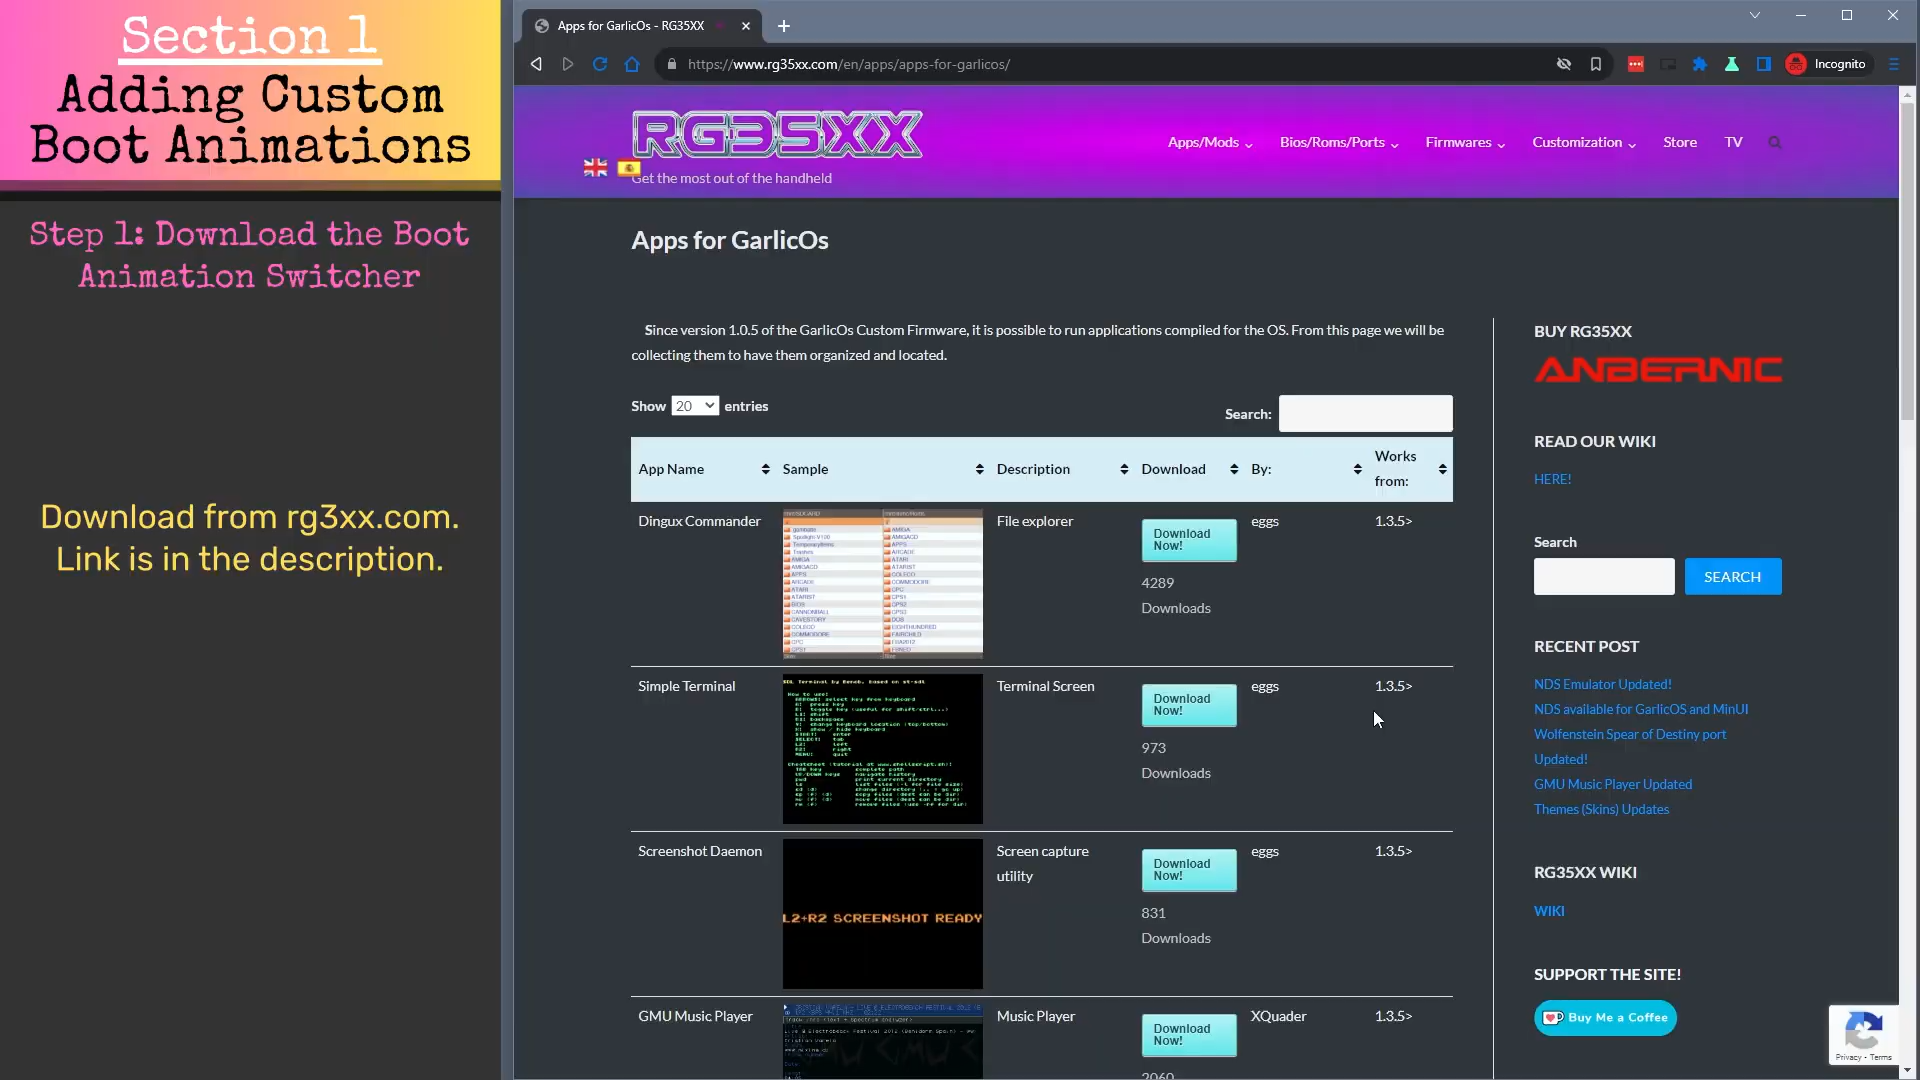 Section 1
Adding Custom
Boot Animations
Step 1: Download the Boot
Animation Switcher
Download from rg3xx.com.
Link is in the description.
Apps for GarlicOs - RG35XX
https://www.rg35xx.com/en/apps/apps-for-garlicos/
Incognito
RG35XX
Get the most out of the handheld
Apps/Mods
Bios/Roms/Ports
Firmwares
Customization
Store
TV
Apps for GarlicOs
Since version 1.0.5 of the GarlicOs Custom Firmware, it is possible to run applications compiled for the OS. From this page we will be
collecting them to have them organized and located.
Show 20 entries
Search:
App Name
Sample
Description
Download
By:
Works
from:
Dingux Commander
File explorer
Download
Now!
4289
Downloads
eggs
1.3.5>
Simple Terminal
Terminal Screen
Download
Now!
973
Downloads
eggs
1.3.5>
Screenshot Daemon
L2+R2 SCREENSHOT READY
Screen capture
utility
Download
Now!
831
Downloads
eggs
1.3.5>
GMU Music Player
Music Player
Download
Now!
2060
XQuader
1.3.5>
BUY RG35XX
ANBERNIC
READ OUR WIKI
HERE!
Search
SEARCH
RECENT POST
NDS Emulator Updated!
NDS available for GarlicOS and MinUI
Wolfenstein Spear of Destiny port
Updated!
GMU Music Player Updated
Themes (Skins) Updates
RG35XX WIKI
WIKI
SUPPORT THE SITE!
Buy Me a Coffee
Privacy - Terms